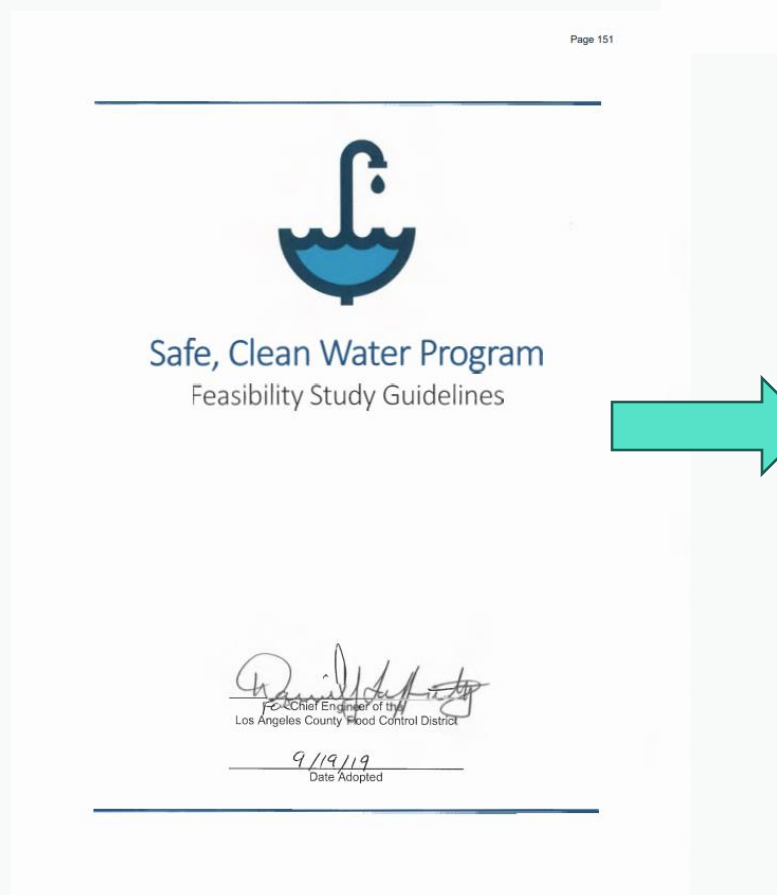 Page 151
Safe, Clean Water Program
Feasibility Study Guidelines
For Chief Engineer of the
Los Angeles County Flood Control District
9/19/19
Date Adopted